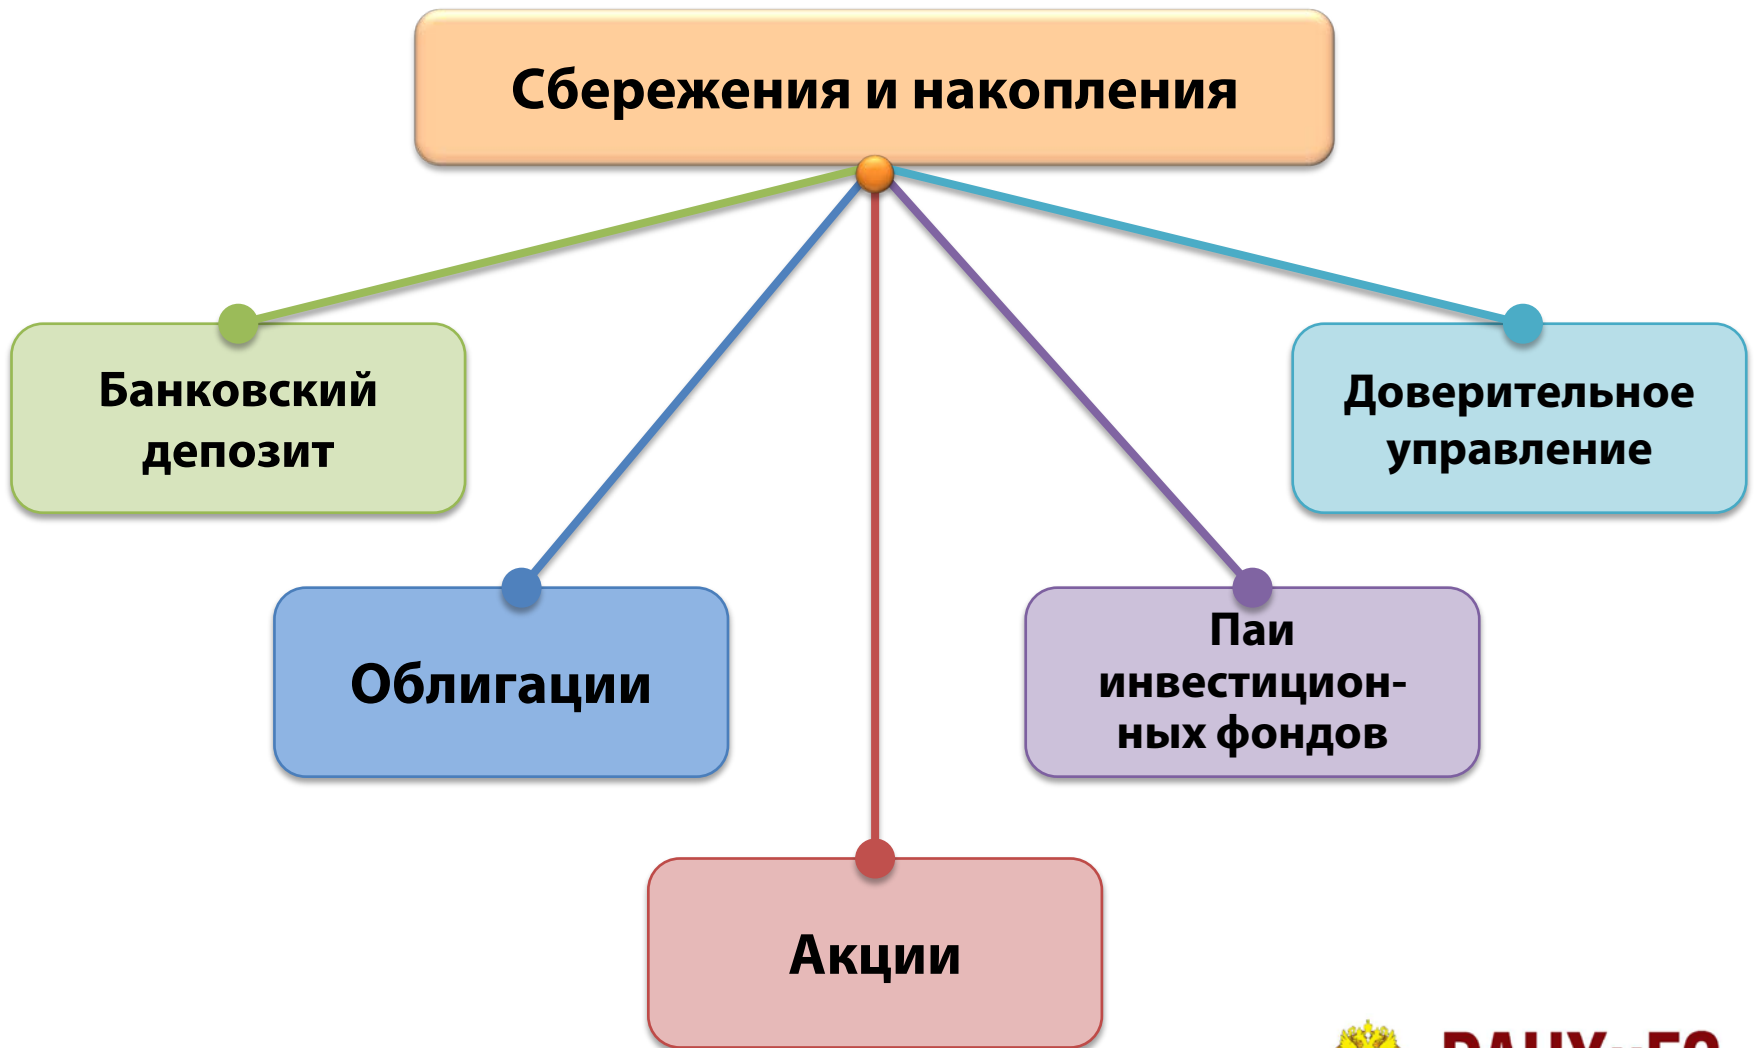 Сбережения и накопления
Банковский
депозит
Доверительное
управление
Облигации
Паи
инвестицион-
ных фондов
Акции